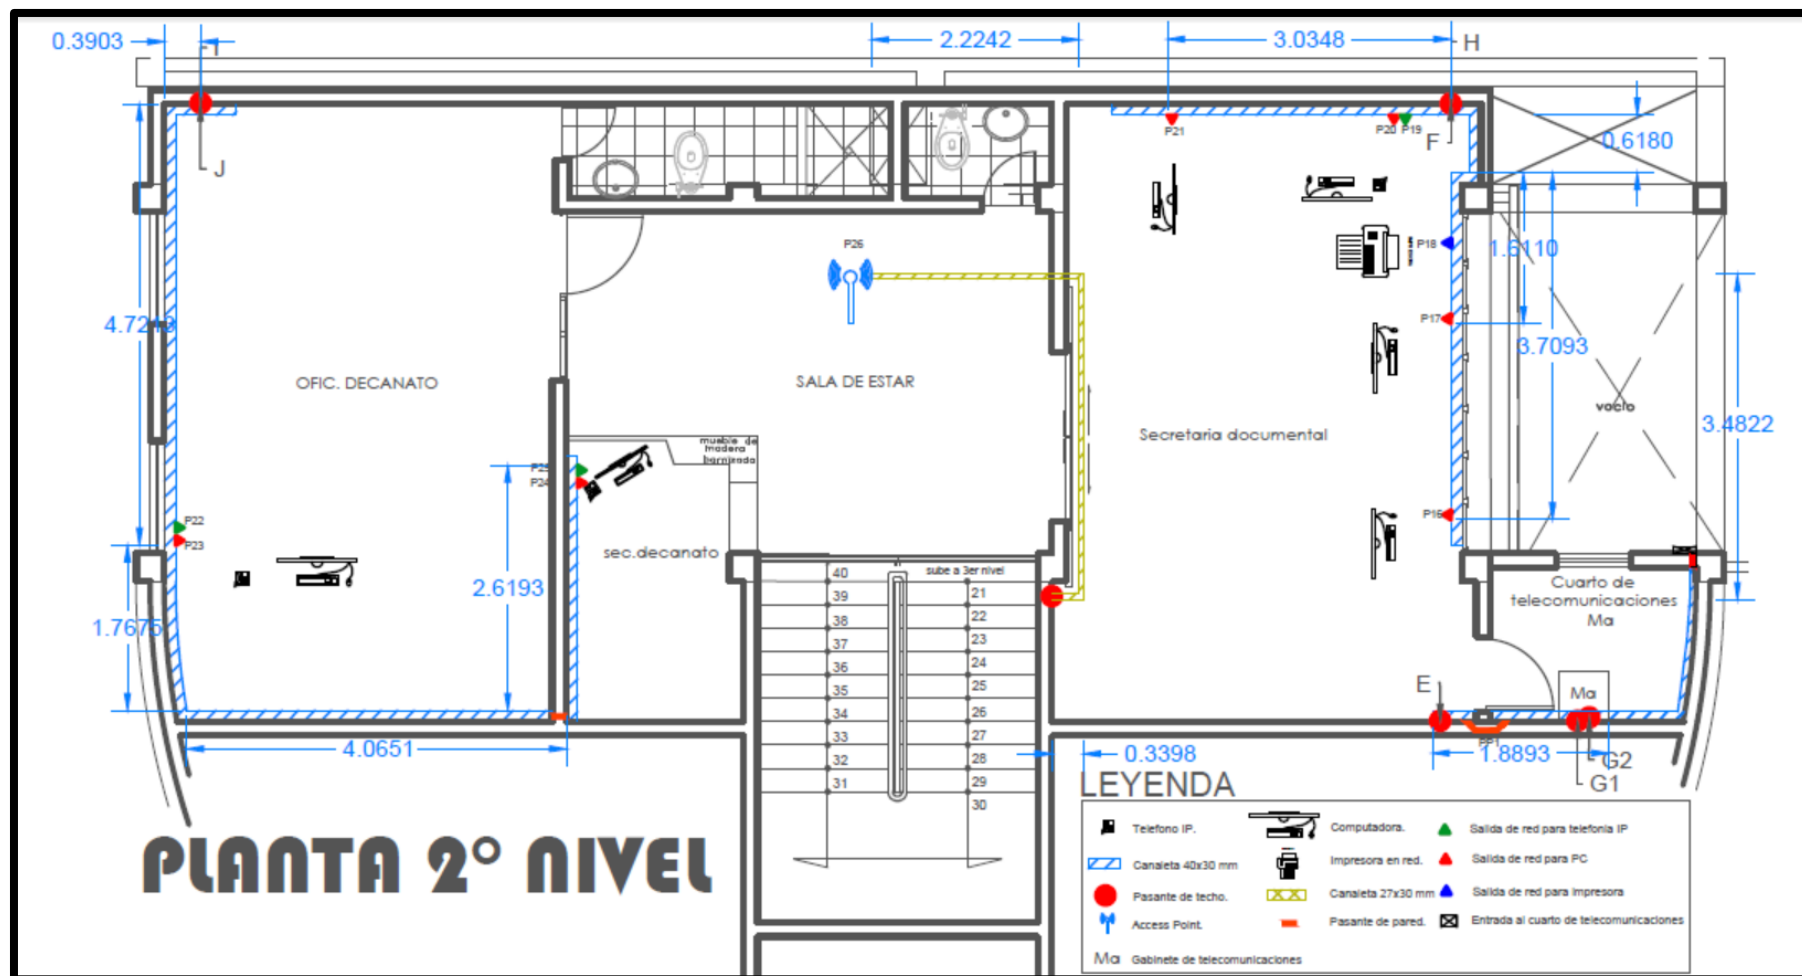 0.3903
I
2.2242
3.0348
H
J
P21
P20
P19
F
0.6180
P26
P18
1.6110
P17
3.7093
OFIC. DECANATO
SALA DE ESTAR
Secretaria documental
vacio
3.4822
mueble de
madera
barnizada
P25
P24
P22
P23
P16
sec.decanato
2.6193
1.7675
sube a 3er nivel
40
39
38
37
36
35
34
33
32
31
21
22
23
24
25
26
27
28
29
30
Cuarto de
telecomunicaciones
Ma
E
Ma
PP1
4.0651
0.3398
1.8893
G2
G1
PLANTA 2° NIVEL
LEYENDA
Telefono IP.
Computadora.
Salida de red para telefonia IP
Canaleta 40x30 mm
Impresora en red.
Salida de red para PC
Pasante de techo.
Canaleta 27x30 mm
Salida de red para impresora
Access Point.
Pasante de pared.
Entrada al cuarto de telecomunicaciones
Ma Gabinete de telecomunicaciones